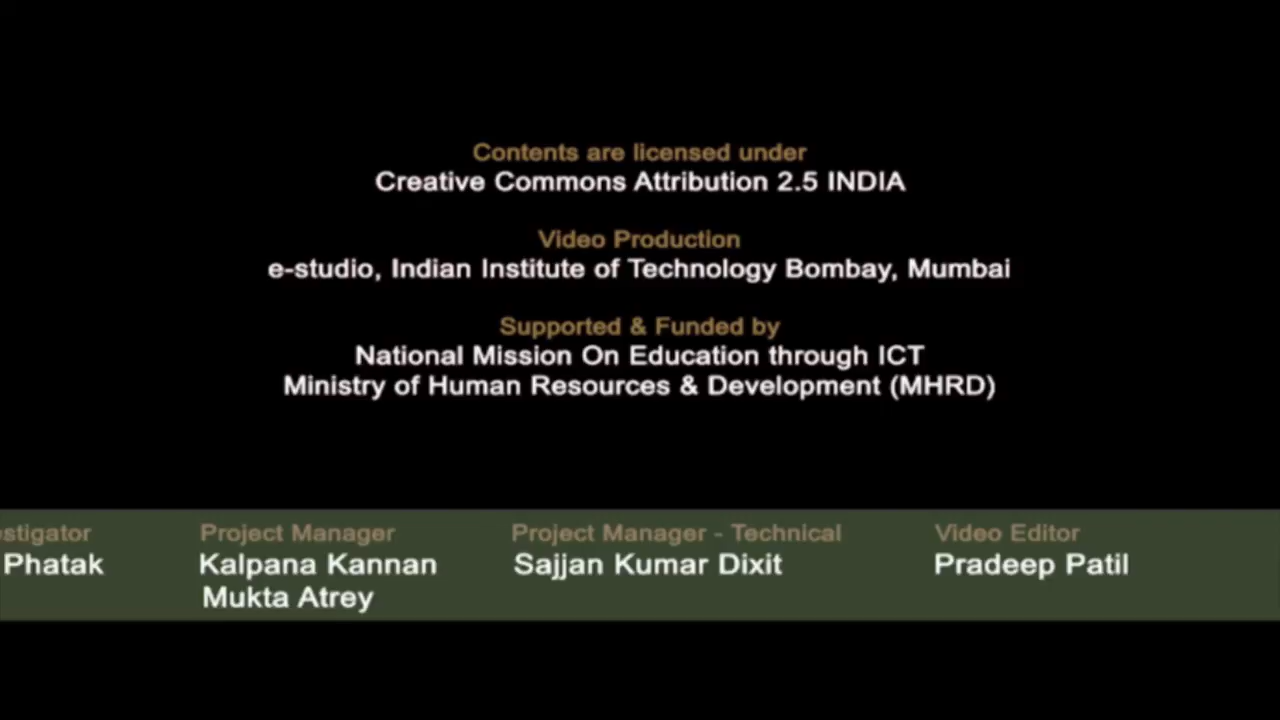 Contents are licensed under
Creative Commons Attribution 2.5 INDIA
Video Production
e-studio, Indian Institute of Technology Bombay, Mumbai
Supported & Funded by
National Mission On Education through ICT
Ministry of Human Resources & Development (MHRD)
stigator Project Manager Project Manager - Technical Video Editor
Phatak Kalpana Kannan Sajjan Kumar Dixit Pradeep Patil
Mukta Atrey